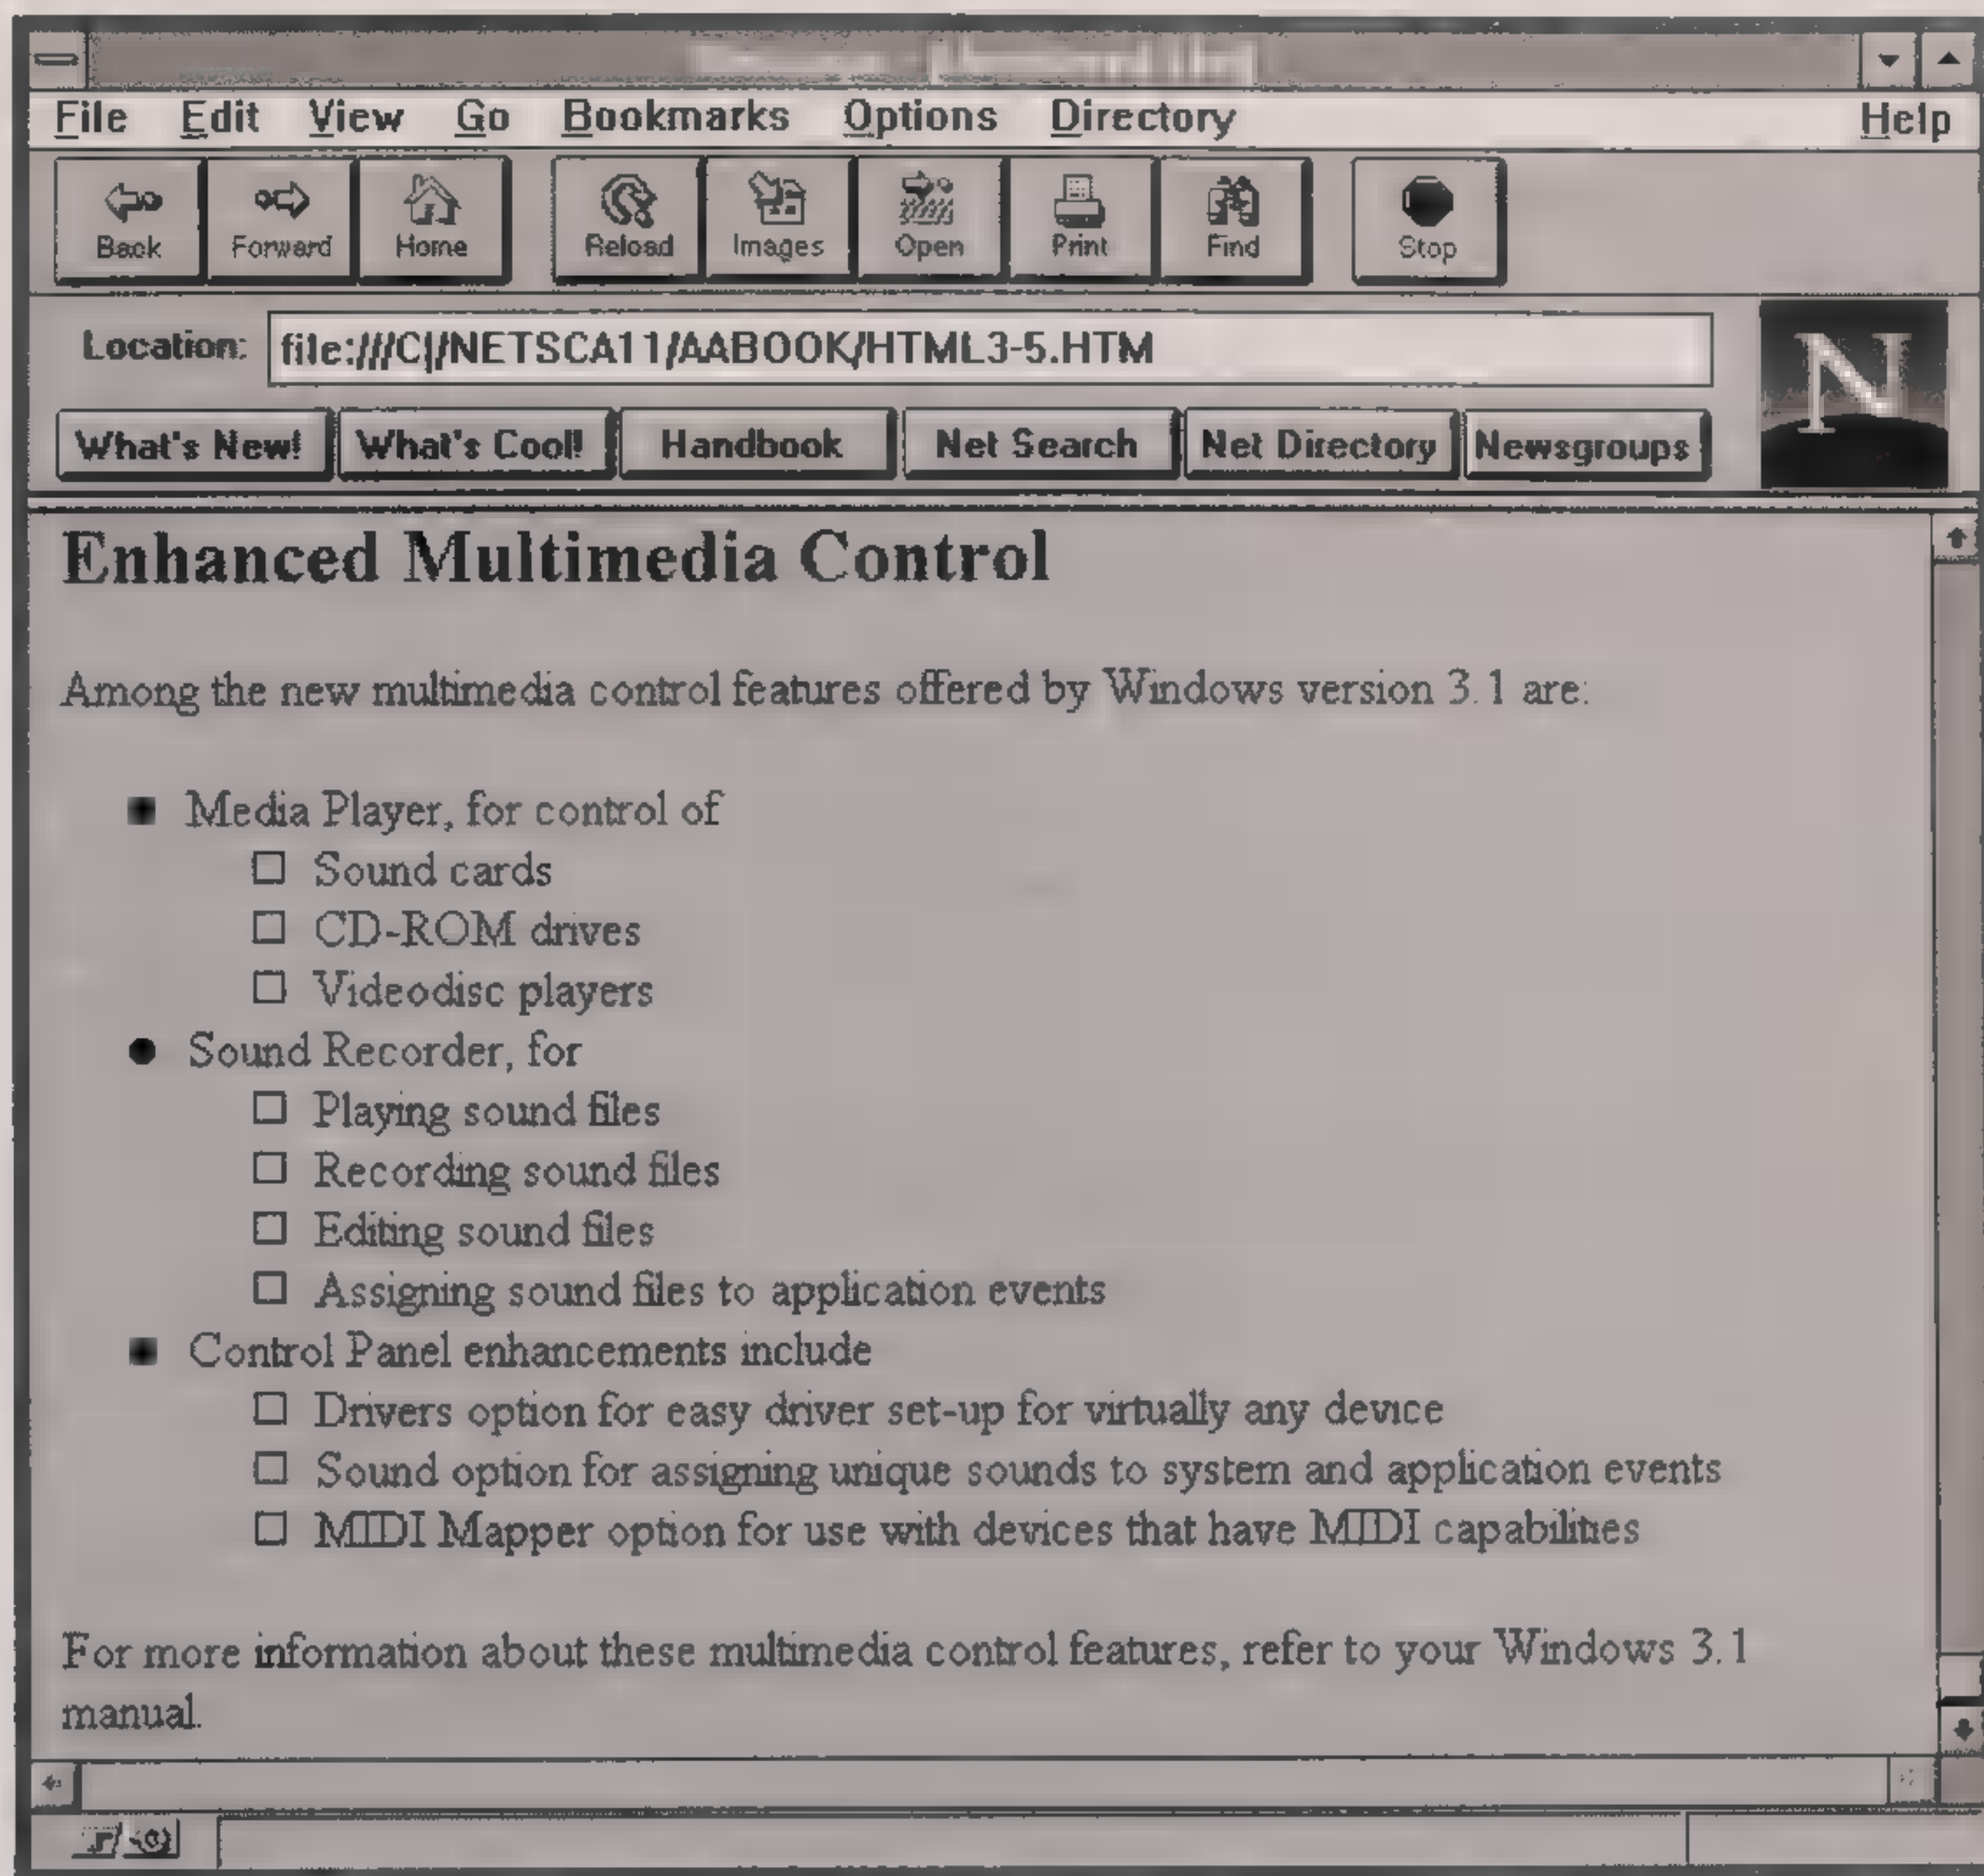 File Edit View Go Bookmarks Options Directory Help
Back Forward Home Reload Images Open Print Find Stop
Location: file:///C|/NETSCA11/AABOOK/HTML3-5.HTM
N
What's New! What's Cool! Handbook Net Search Net Directory Newsgroups
Enhanced Multimedia Control
Among the new multimedia control features offered by Windows version 3.1 are:
Media Player, for control of
Sound cards
CD-ROM drives
Videodisc players
Sound Recorder, for
Playing sound files
Recording sound files
Editing sound files
Assigning sound files to application events
Control Panel enhancements include
Drivers option for easy driver set-up for virtually any device
Sound option for assigning unique sounds to system and application events
MIDI Mapper option for use with devices that have MIDI capabilities
For more information about these multimedia control features, refer to your Windows 3.1
manual.